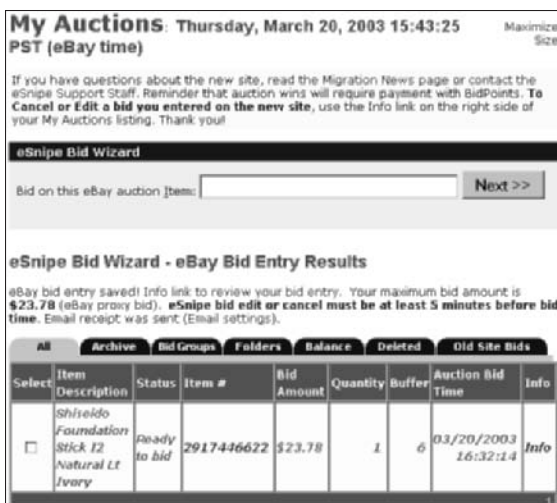 My Auctions: Thursday, March 20, 2003 15:43:25
PST (eBay time)
Maximize
Size
If you have questions about the new site, read the Migration News page or contact the
eSnipe Support Staff. Reminder that auction wins will require payment with BidPoints. To
Cancel or Edit a bid you entered on the new site, use the Info link on the right side of
your My Auctions listing. Thank you!
eSnipe Bid Wizard
Bid on this eBay auction Item:
Next >>
eSnipe Bid Wizard - eBay Bid Entry Results
eBay bid entry saved! Info link to review your bid entry. Your maximum bid amount is
$23.78 (eBay proxy bid). eSnipe bid edit or cancel must be at least 5 minutes before bid
time. Email receipt was sent (Email settings).
All Archive Bid Groups Folders Balance Deleted Old Site Bids
Select Item Description Status Item # Bid Amount Quantity Buffer Auction Bid Time Info
Shiseido
Foundation
Stick I2
Natural Lt
Ivory
Ready
to bid
2917446622 $23.78 1 6
03/20/2003
16:32:14
Info
1